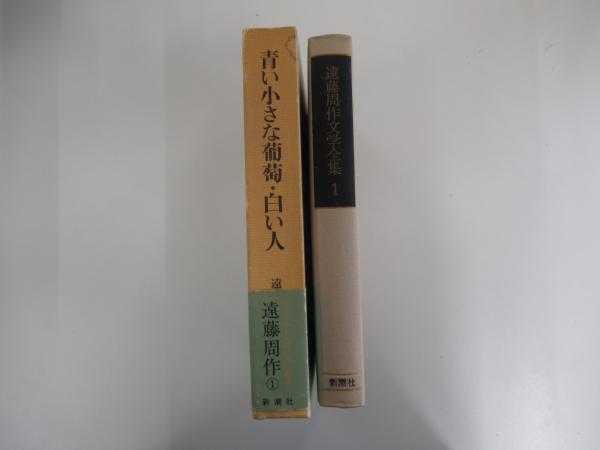 青い小さな葡萄・白い人
遠
遠藤周作①
新潮社
遠藤周作文学全集 1
新潮社